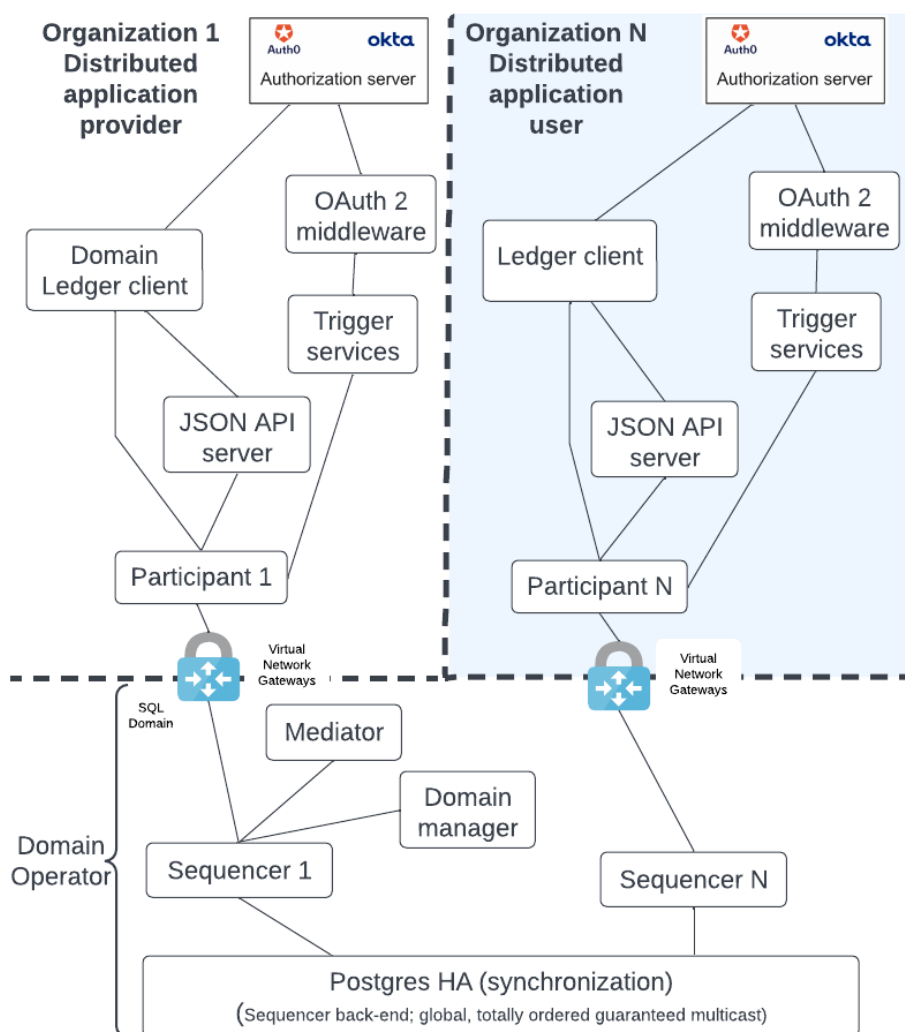 Organization 1
Distributed
application
provider
Auth0
okta
Authorization server
OAuth 2
middleware
Domain
Ledger client
Trigger
services
JSON API
server
Participant 1
Virtual
Network
Gateways
Organization N
Distributed
application
user
Auth0
okta
Authorization server
OAuth 2
middleware
Ledger client
Trigger
services
JSON API
server
Participant N
Virtual
Network
Gateways
SQL
Domain
Mediator
Domain
manager
Domain
Operator
Sequencer 1
Sequencer N
Postgres HA (synchronization)
(Sequencer back-end; global, totally ordered guaranteed multicast)